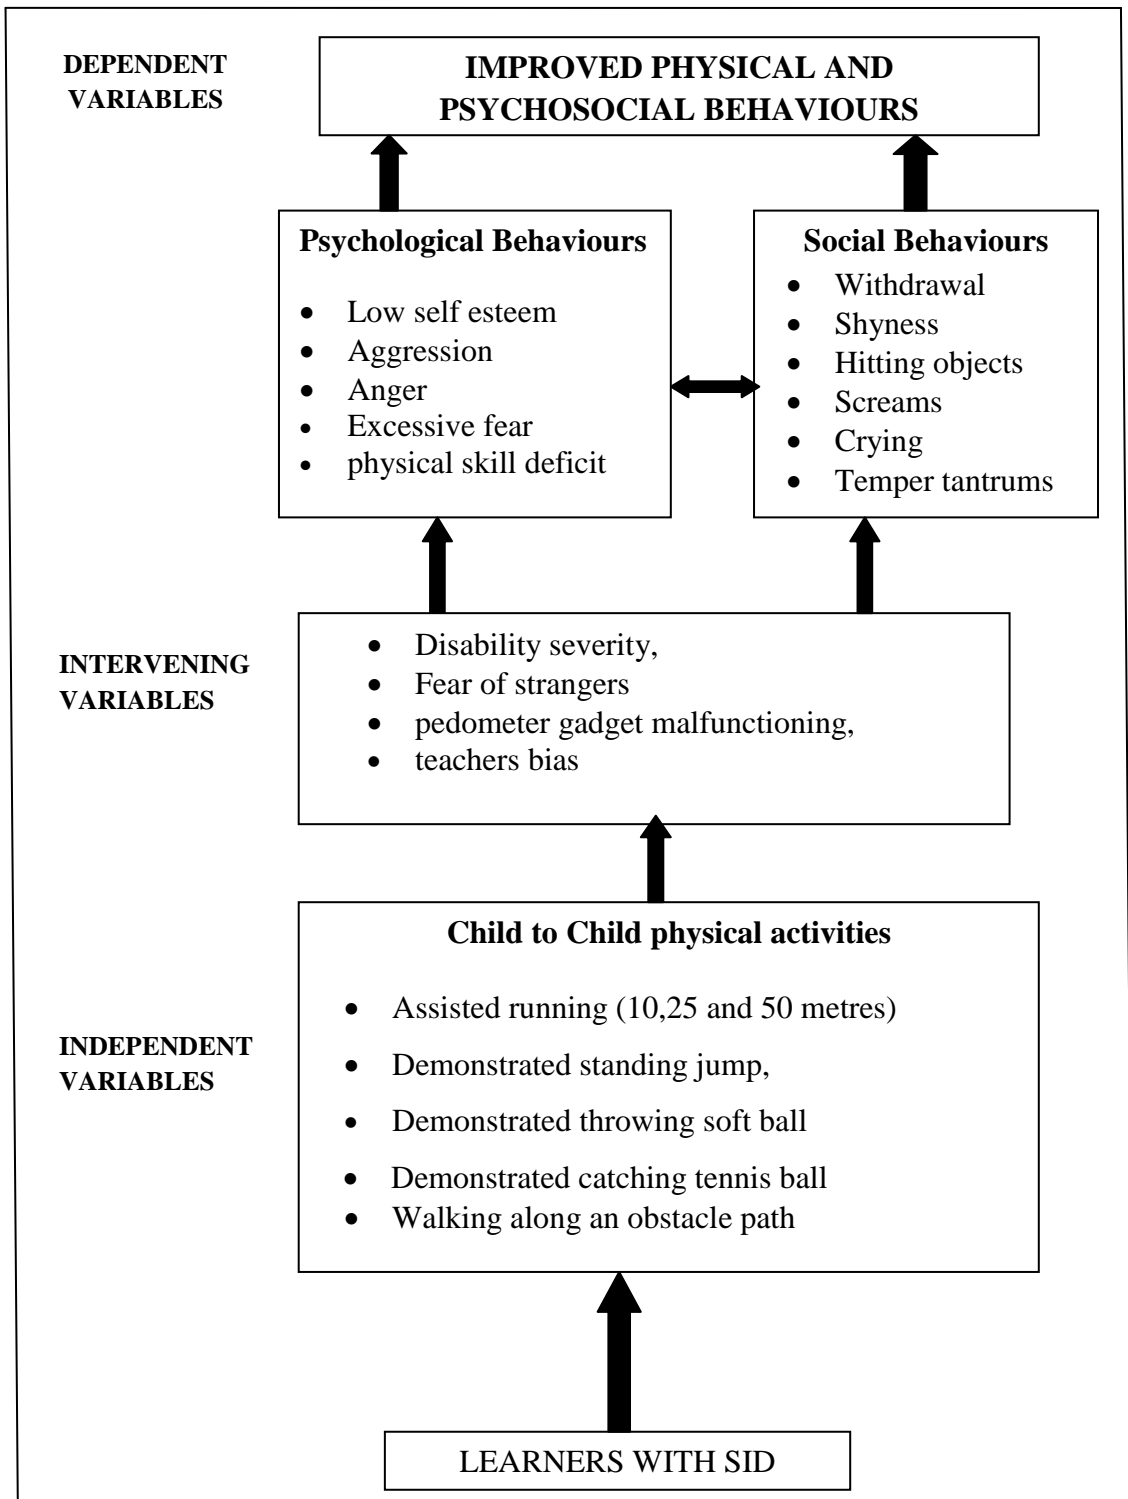 DEPENDENT
VARIABLES
IMPROVED PHYSICAL AND
PSYCHOSOCIAL BEHAVIOURS
Psychological Behaviours
• Low self esteem
• Aggression
• Anger
• Excessive fear
• physical skill deficit
Social Behaviours
• Withdrawal
• Shyness
• Hitting objects
• Screams
• Crying
• Temper tantrums
INTERVENING
VARIABLES
• Disability severity,
• Fear of strangers
• pedometer gadget malfunctioning,
• teachers bias
INDEPENDENT
VARIABLES
Child to Child physical activities
• Assisted running (10,25 and 50 metres)
• Demonstrated standing jump,
• Demonstrated throwing soft ball
• Demonstrated catching tennis ball
• Walking along an obstacle path
LEARNERS WITH SID